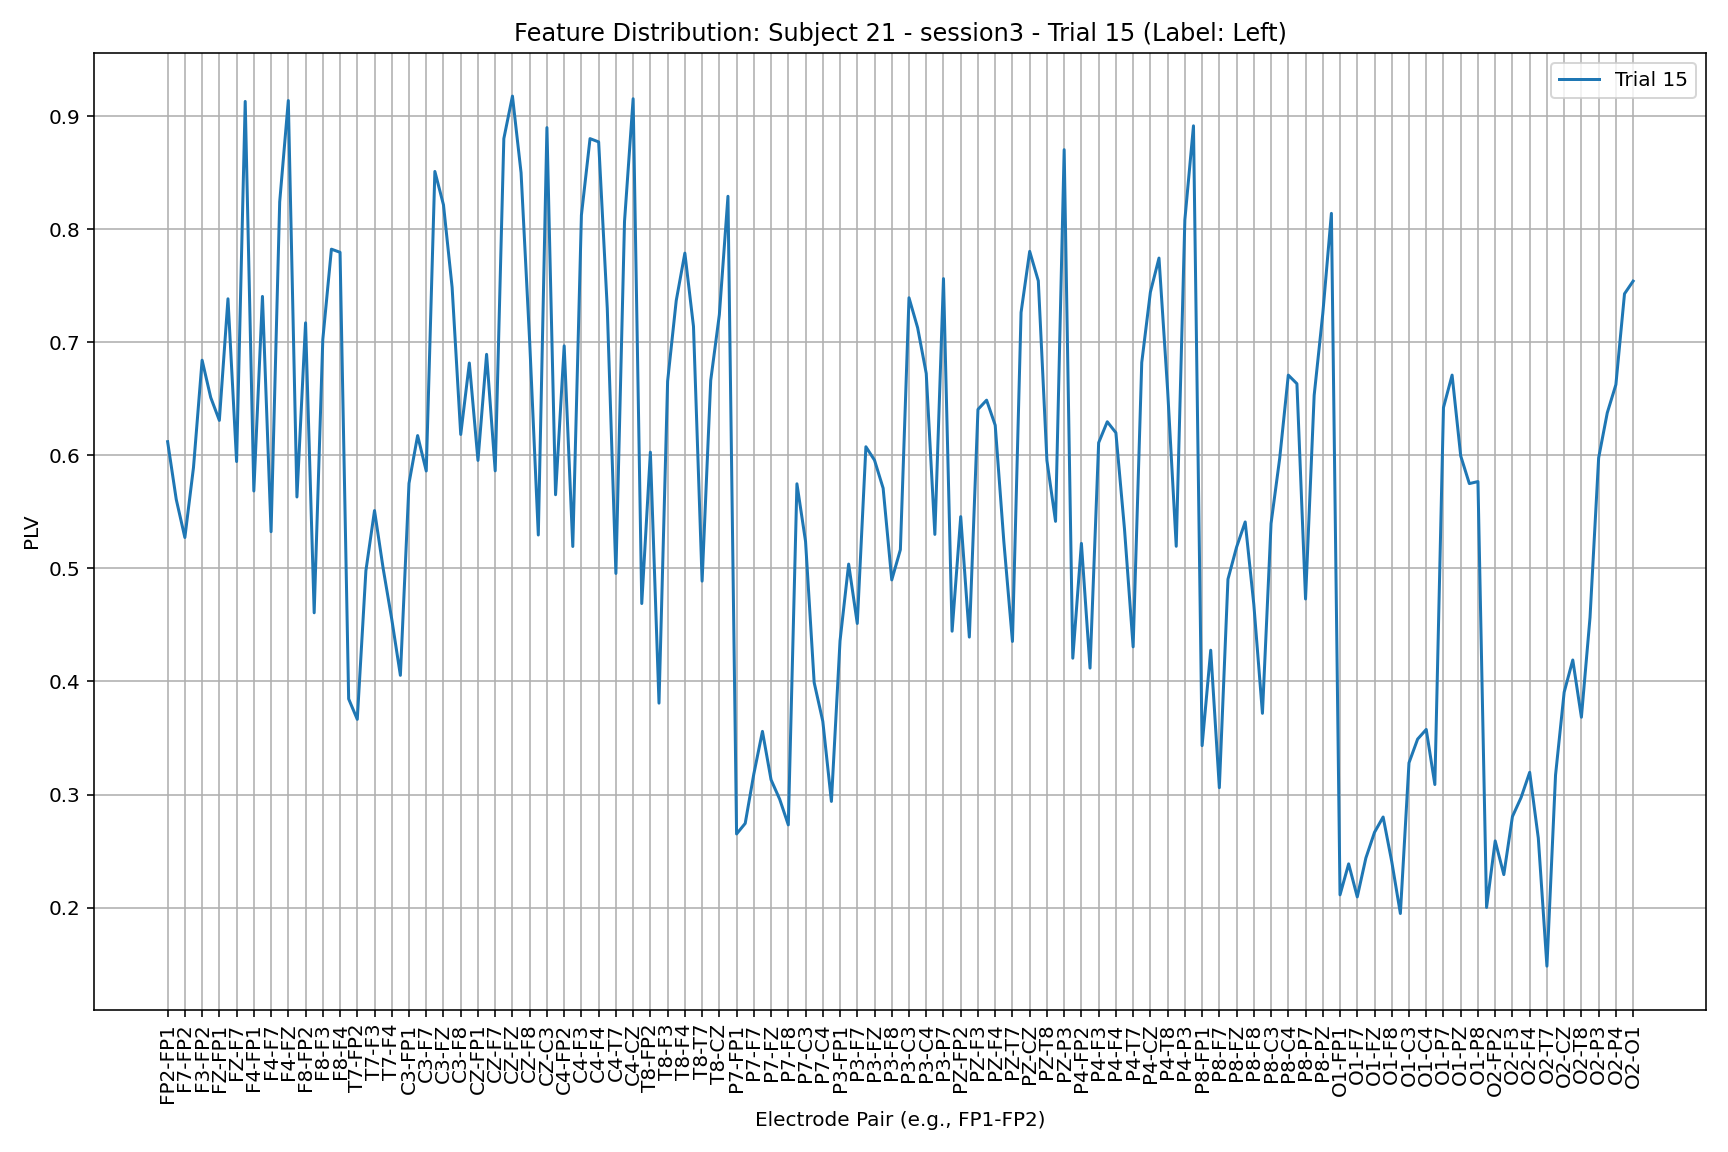 Feature Distribution: Subject 21 - session3 - Trial 15 (Label: Left)
Trial 15
PLV
0.9
0.8
0.7
0.6
0.5
0.4
0.3
0.2
FP2-FP1
F7-FP2
F3-FP2
FZ-FP1
FZ-F7
F4-FP1
F4-F7
F4-FZ
F8-FP2
F8-F3
F8-F4
T7-FP2
T7-F3
T7-F4
C3-FP1
C3-F7
C3-FZ
C3-F8
CZ-FP1
CZ-F7
CZ-FZ
CZ-F8
CZ-C3
C4-FP2
C4-F3
C4-F4
C4-T7
C4-CZ
T8-FP2
T8-F3
T8-F4
T8-T7
T8-CZ
P7-FP1
P7-F7
P7-FZ
P7-F8
P7-C3
P7-C4
P3-FP1
P3-F7
P3-FZ
P3-F8
P3-C3
P3-C4
P3-P7
PZ-FP2
PZ-F3
PZ-F4
PZ-T7
PZ-CZ
PZ-T8
PZ-P3
P4-FP2
P4-F3
P4-F4
P4-T7
P4-CZ
P4-T8
P4-P3
P8-FP1
P8-F7
P8-FZ
P8-F8
P8-C3
P8-C4
P8-P7
P8-PZ
O1-FP1
O1-F7
O1-FZ
O1-F8
O1-C3
O1-C4
O1-P7
O1-PZ
O1-P8
O2-FP2
O2-F3
O2-F4
O2-T7
O2-CZ
O2-T8
O2-P3
O2-P4
O2-O1
Electrode Pair (e.g., FP1-FP2)